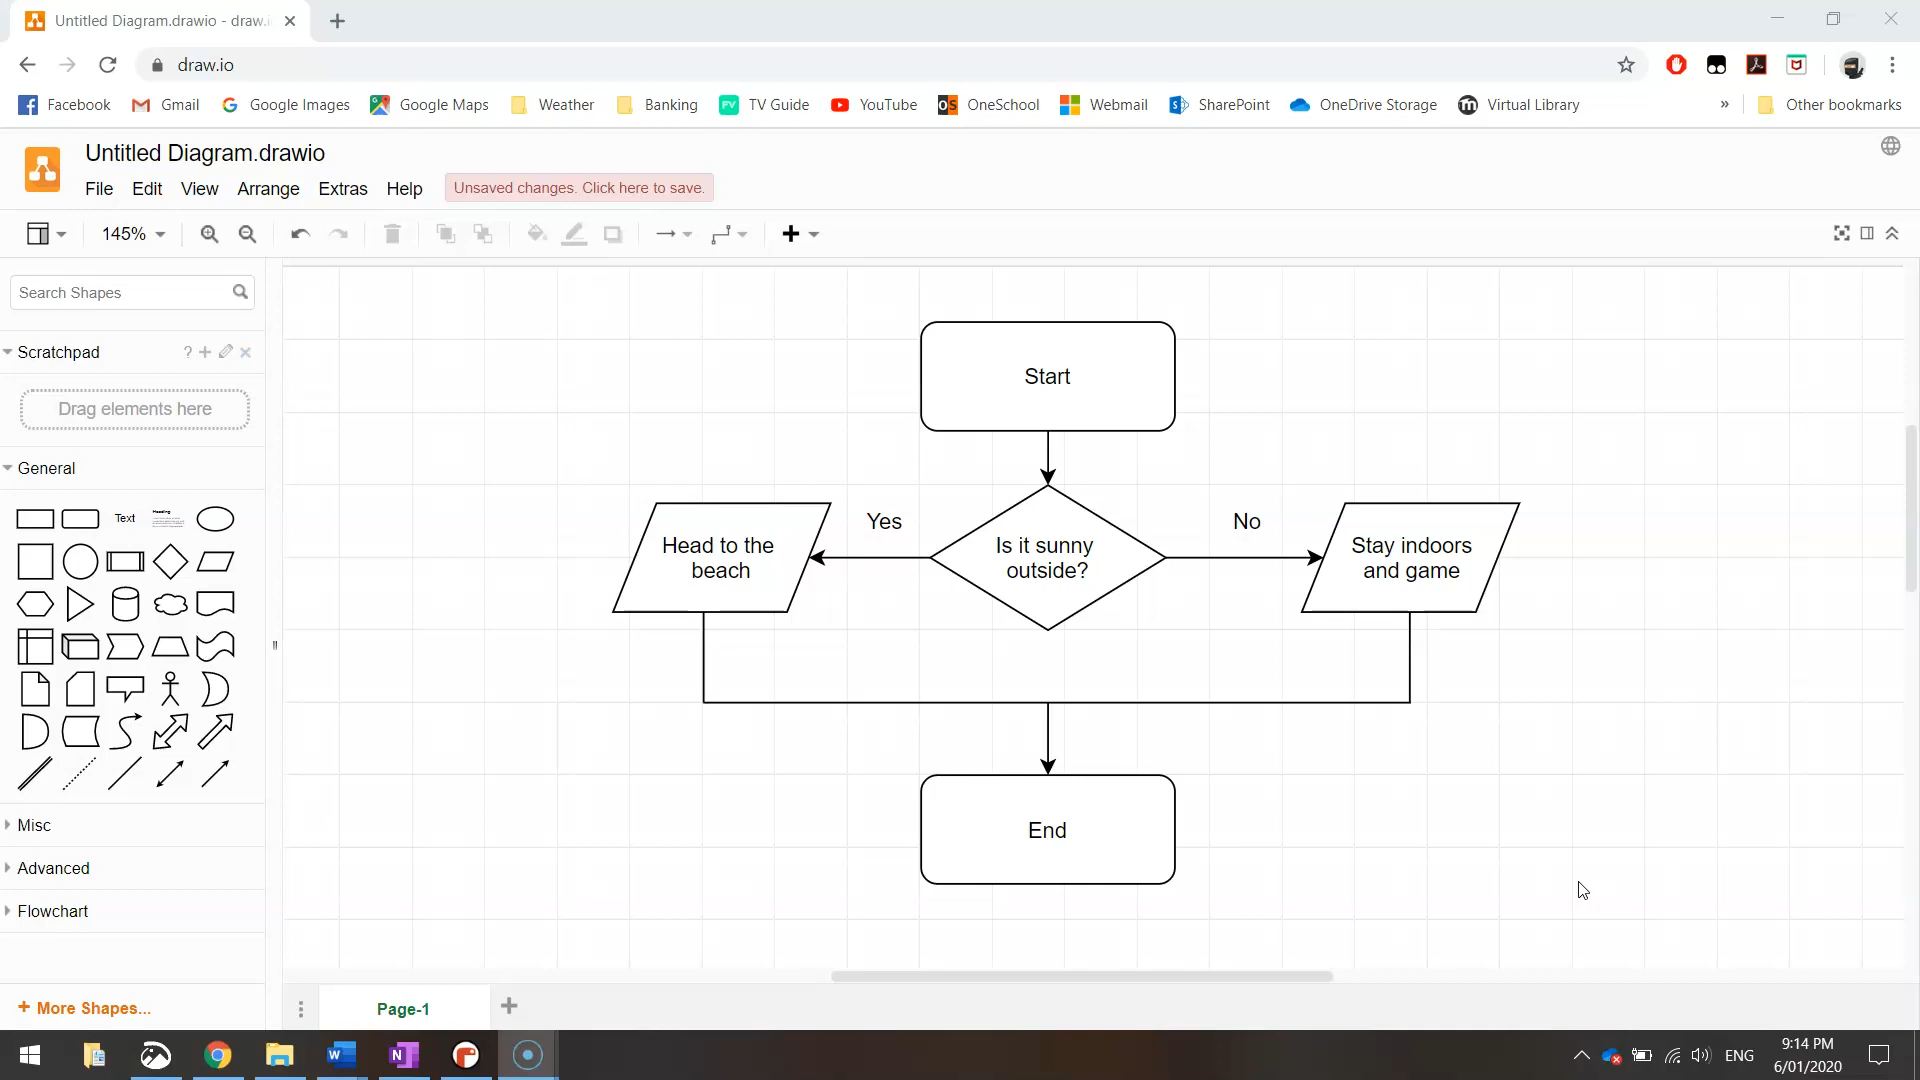 Untitled Diagram.drawio - draw.i
draw.io
Facebook Gmail Google Images Google Maps Weather Banking TV Guide YouTube OneSchool Webmail SharePoint OneDrive Storage Virtual Library » Other bookmarks
Untitled Diagram.drawio
File Edit View Arrange Extras Help Unsaved changes. Click here to save.
145%
Search Shapes
Scratchpad ?
Drag elements here
General
Text
Heading
Misc
Advanced
Flowchart
+ More Shapes...
Start
Yes
No
Head to the
beach
Is it sunny
outside?
Stay indoors
and game
End
Page-1
ENG
9:14 PM
6/01/2020